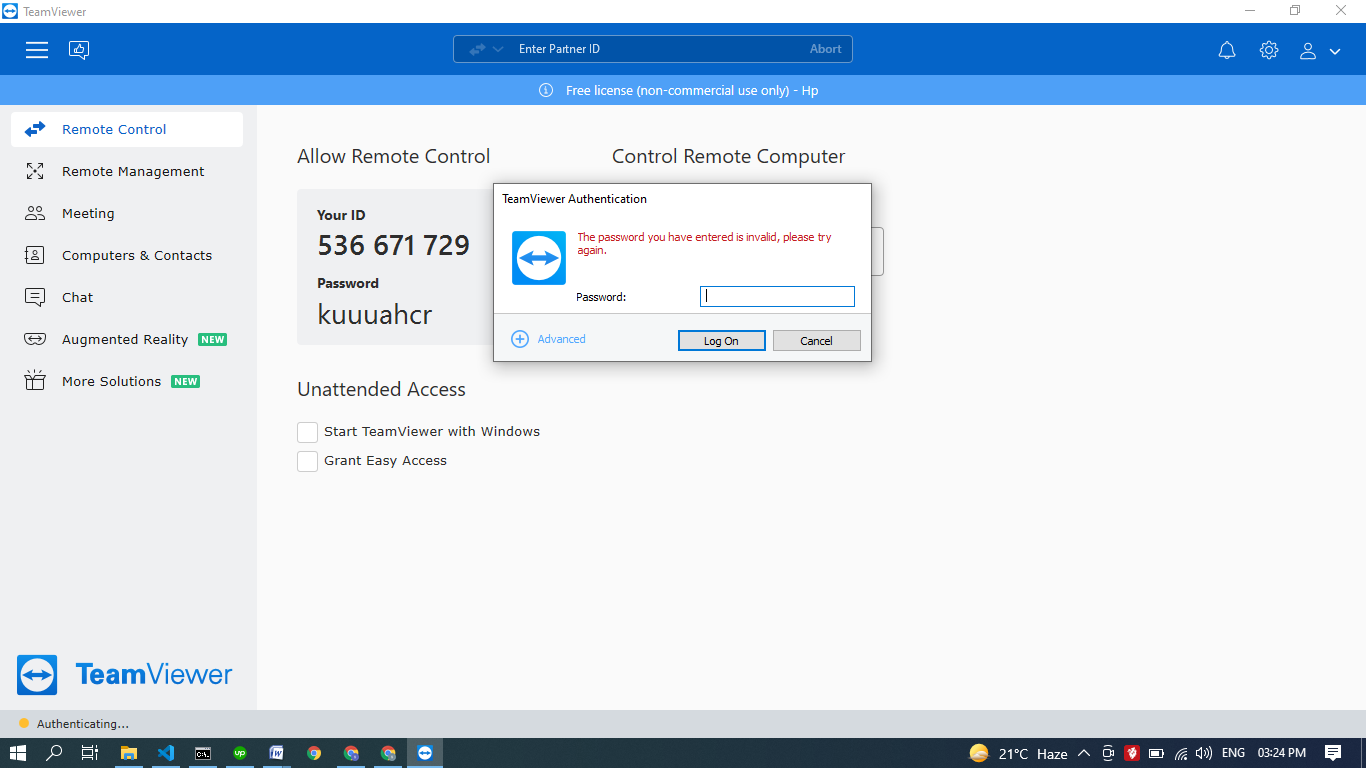 TeamViewer
Enter Partner ID
Abort
Free license (non-commercial use only) - Hp
Remote Control
Remote Management
Meeting
Computers & Contacts
Chat
Augmented Reality NEW
More Solutions NEW
TeamViewer
Allow Remote Control
Your ID
536 671 729
Password
kuuuahcr
Unattended Access
Start TeamViewer with Windows
Grant Easy Access
Control Remote Computer
TeamViewer Authentication
The password you have entered is invalid, please try
again.
Password:
Advanced
Log On
Cancel
Authenticating...
up
W
21°C Haze
ENG
03:24 PM